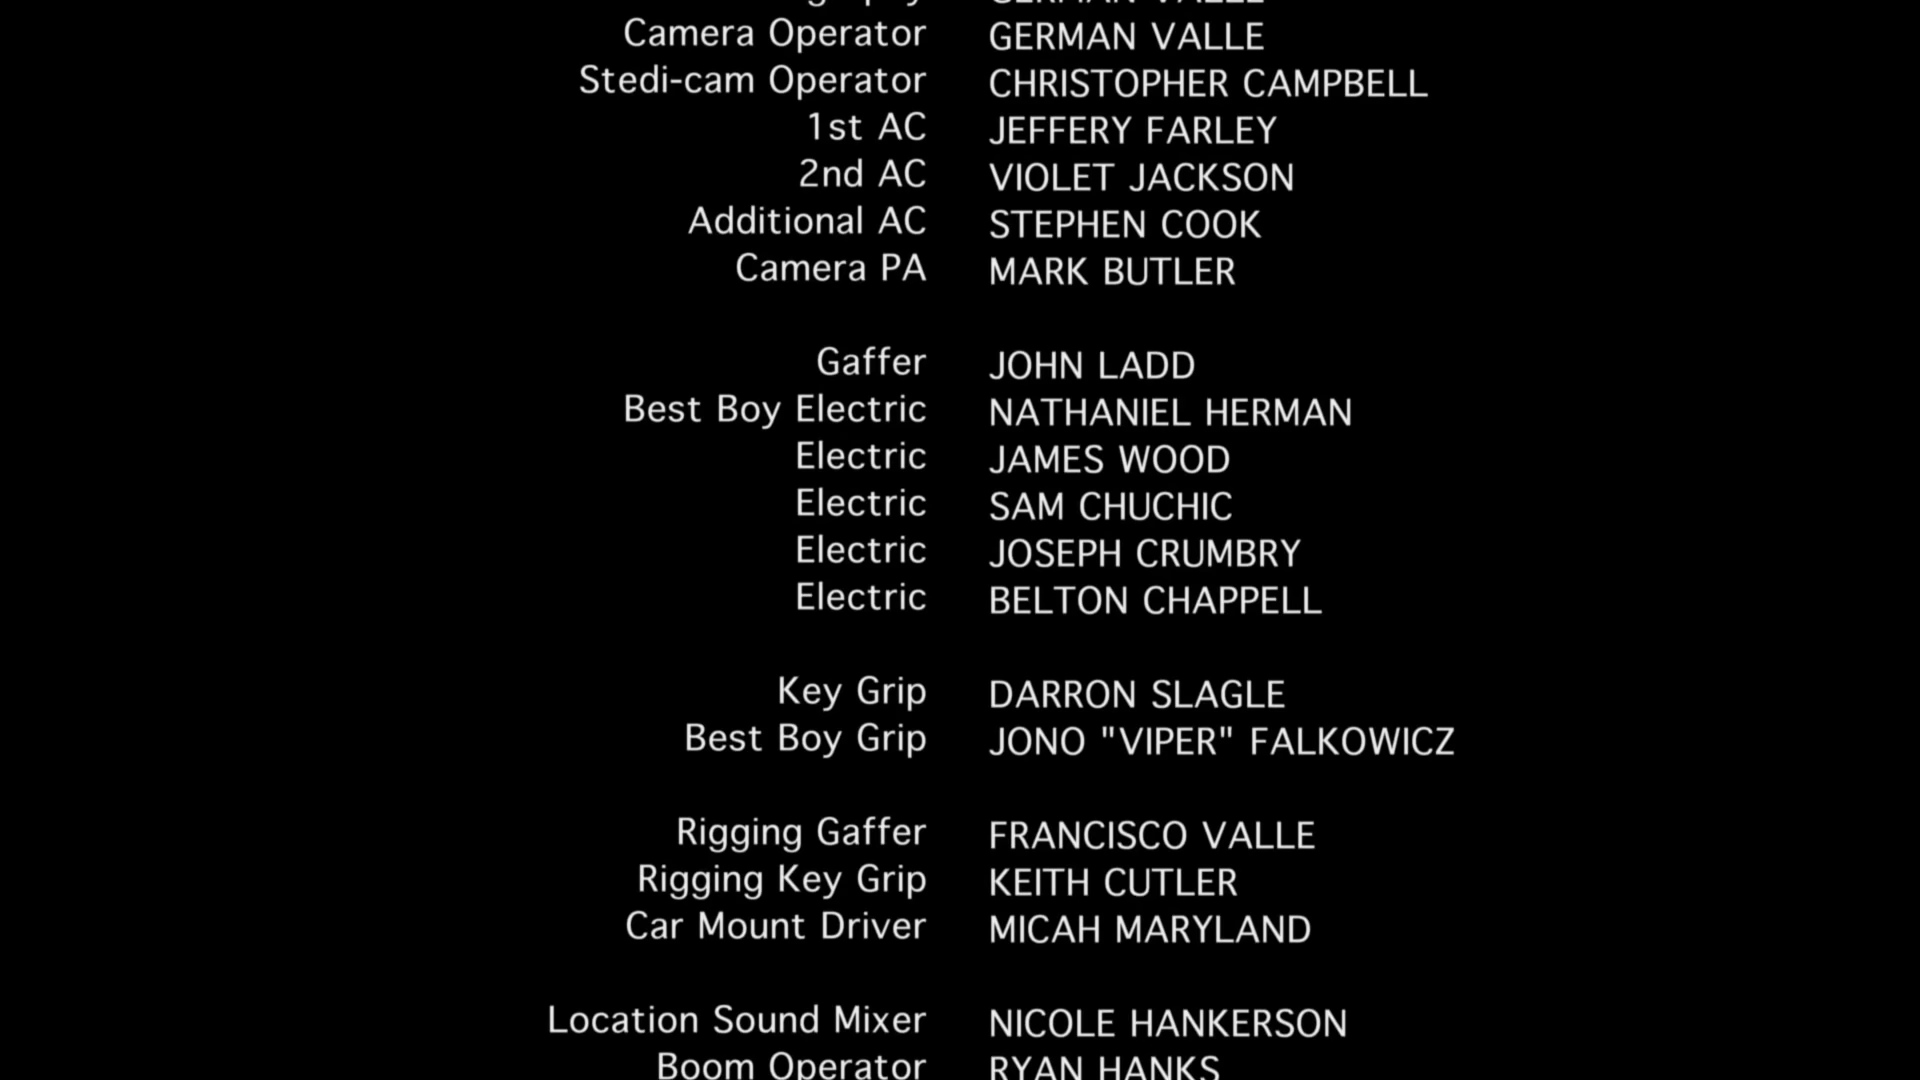 Camera Operator GERMAN VALLE
Stedi-cam Operator CHRISTOPHER CAMPBELL
1st AC JEFFERY FARLEY
2nd AC VIOLET JACKSON
Additional AC STEPHEN COOK
Camera PA MARK BUTLER
Gaffer JOHN LADD
Best Boy Electric NATHANIEL HERMAN
Electric JAMES WOOD
Electric SAM CHUCHIC
Electric JOSEPH CRUMBRY
Electric BELTON CHAPPELL
Key Grip DARRON SLAGLE
Best Boy Grip JONO "VIPER" FALKOWICZ
Rigging Gaffer FRANCISCO VALLE
Rigging Key Grip KEITH CUTLER
Car Mount Driver MICAH MARYLAND
Location Sound Mixer NICOLE HANKERSON
Boom Operator RYAN HANKS